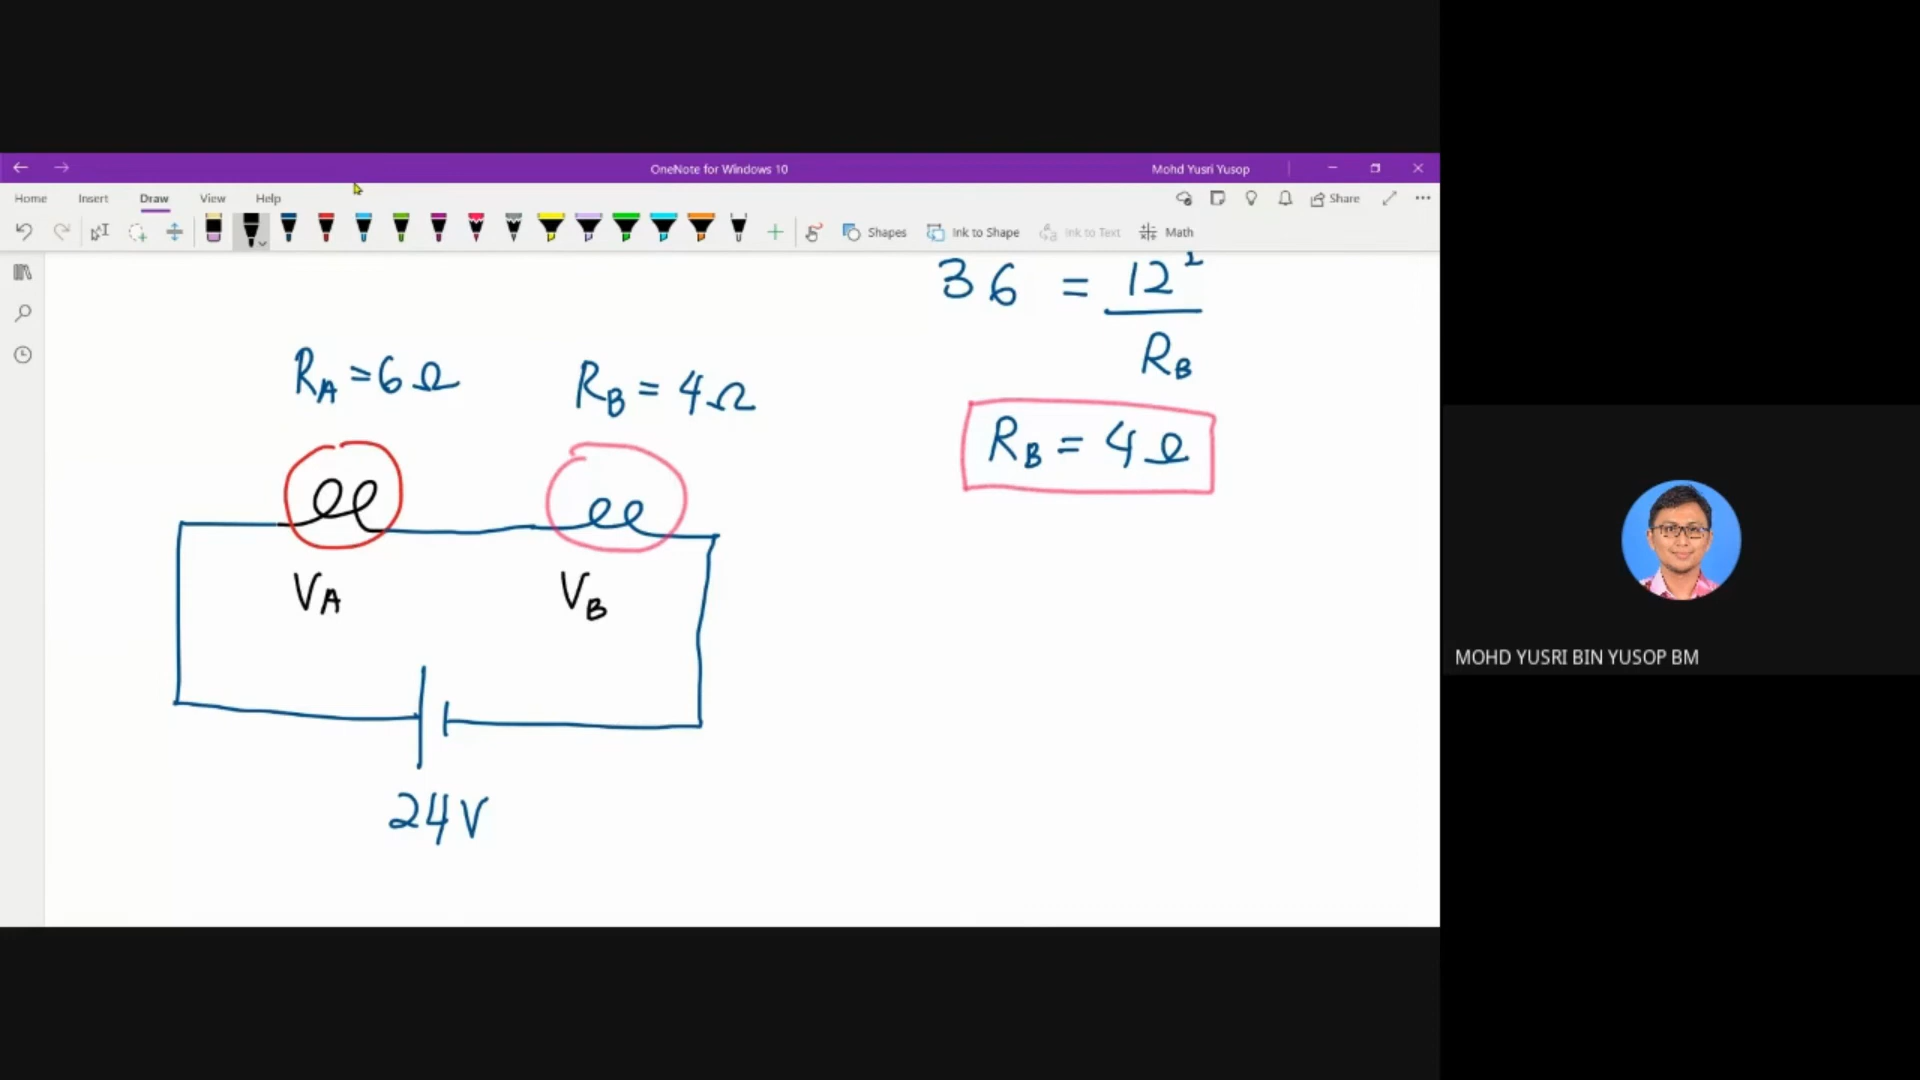 OneNote for Windows 10
Mohd Yusri Yusop
Home Insert Draw View Help
Share
Shapes Ink to Shape Ink to Text Math
36 = 12²
R_B
R_A = 6 Ω
R_B = 4 Ω
R_B = 4 Ω
V_A
V_B
24V
MOHD YUSRI BIN YUSOP BM